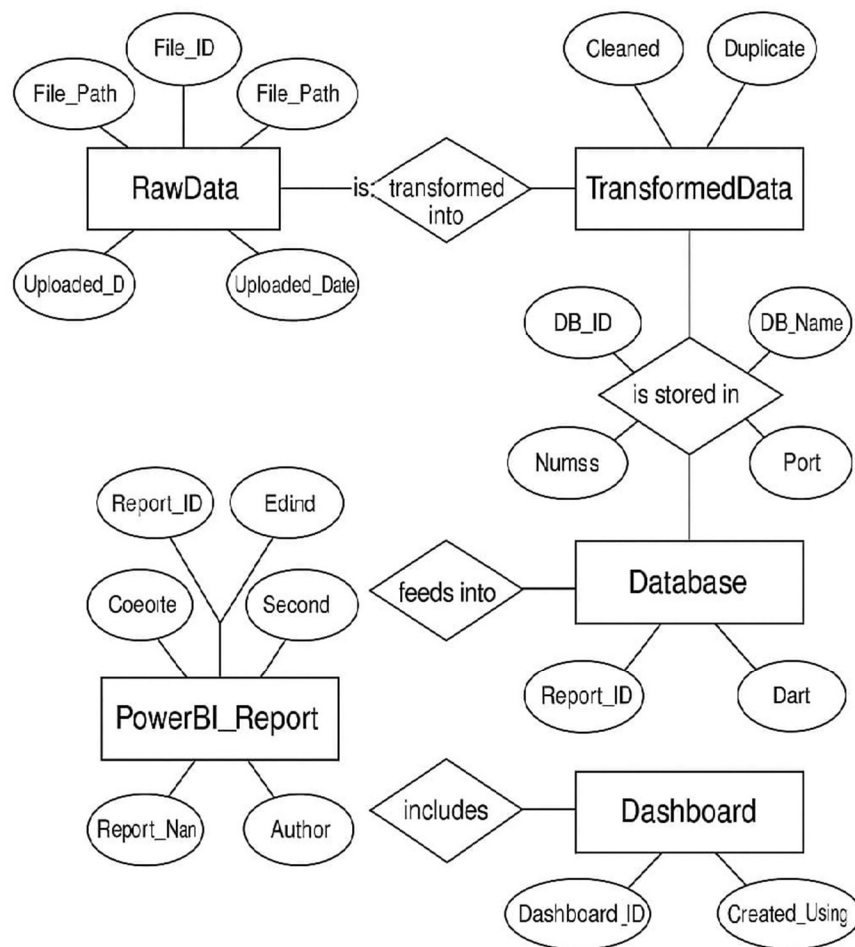 File_ID
Cleaned
Duplicate
File_Path
File_Path
RawData
is: transformed
into
TransformedData
Uploaded_D
Uploaded_Date
DB_ID
DB_Name
is stored in
Numss
Port
Report_ID
Edind
Coeoite
Second
feeds into
Database
Report_ID
Dart
PowerBI_Report
Report_Nan
Author
includes
Dashboard
Dashboard_ID
Created_Using